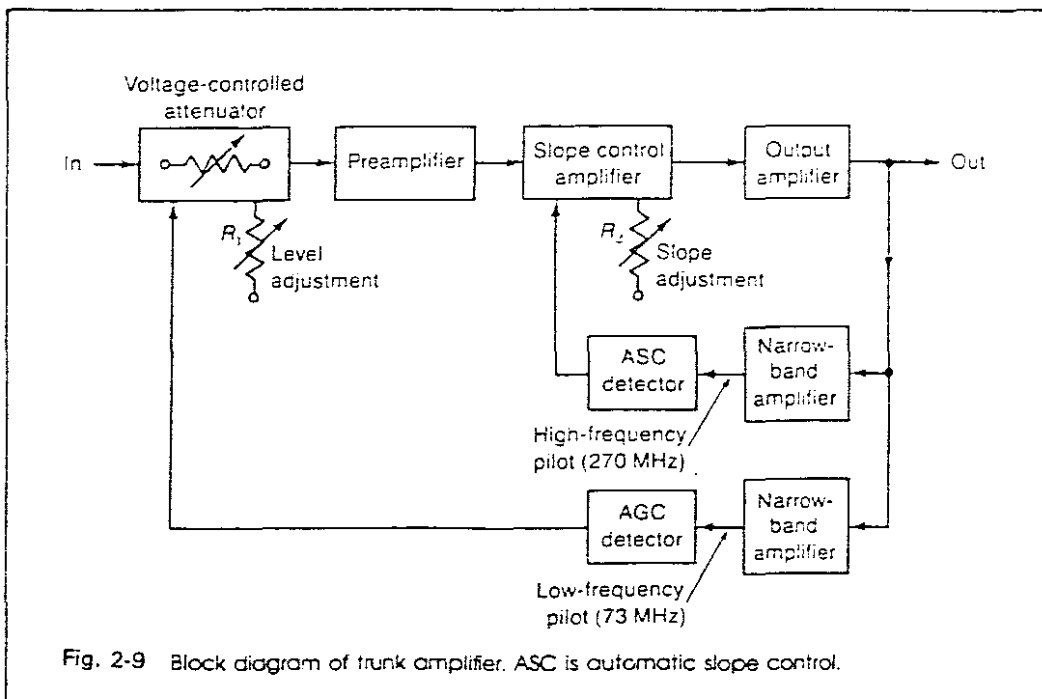 Voltage-controlled
attenuator
In
Preamplifier
Slope control
amplifier
Output
amplifier
Out
R₁
Level
adjustment
R₂
Slope
adjustment
ASC
detector
Narrow-
band
amplifier
High-frequency
pilot (270 MHz)
AGC
detector
Narrow-
band
amplifier
Low-frequency
pilot (73 MHz)
Fig. 2-9 Block diagram of trunk amplifier. ASC is automatic slope control.